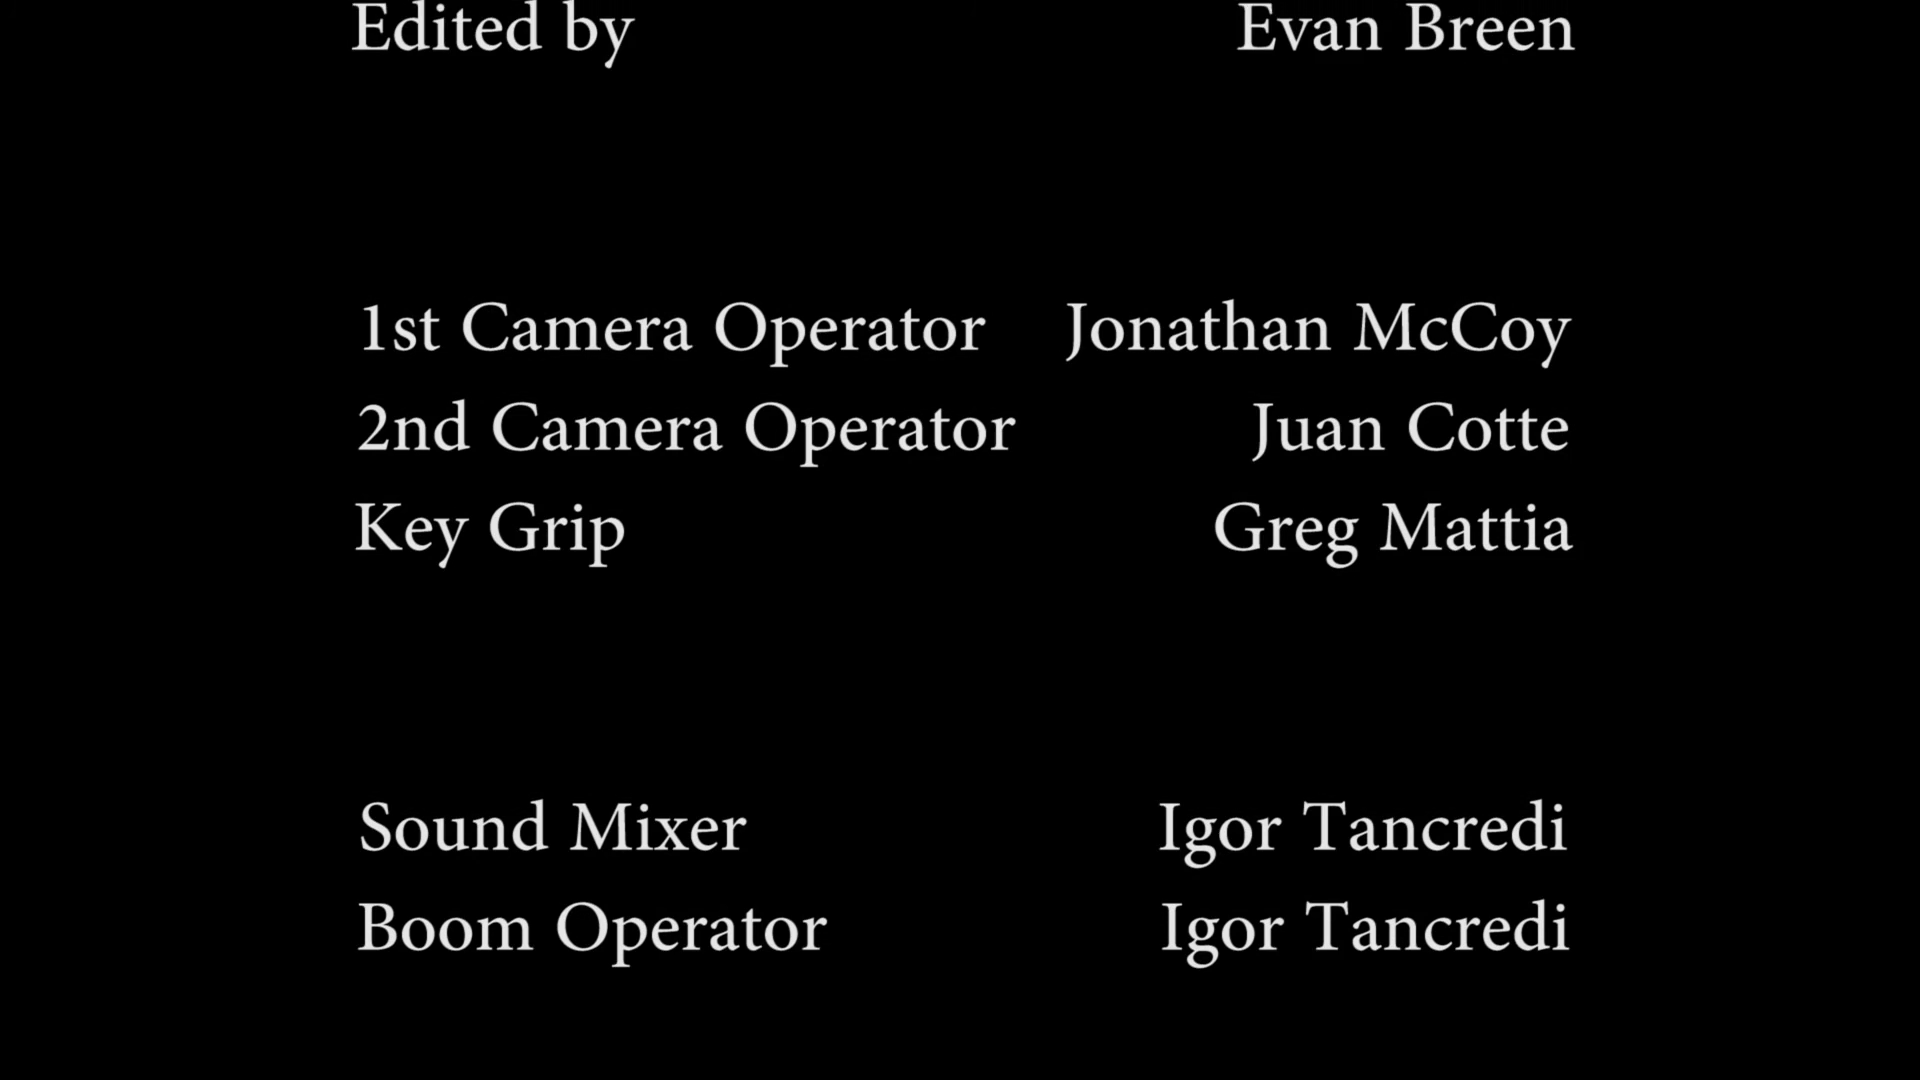 Edited by Evan Breen
1st Camera Operator Jonathan McCoy
2nd Camera Operator Juan Cotte
Key Grip Greg Mattia
Sound Mixer Igor Tancredi
Boom Operator Igor Tancredi